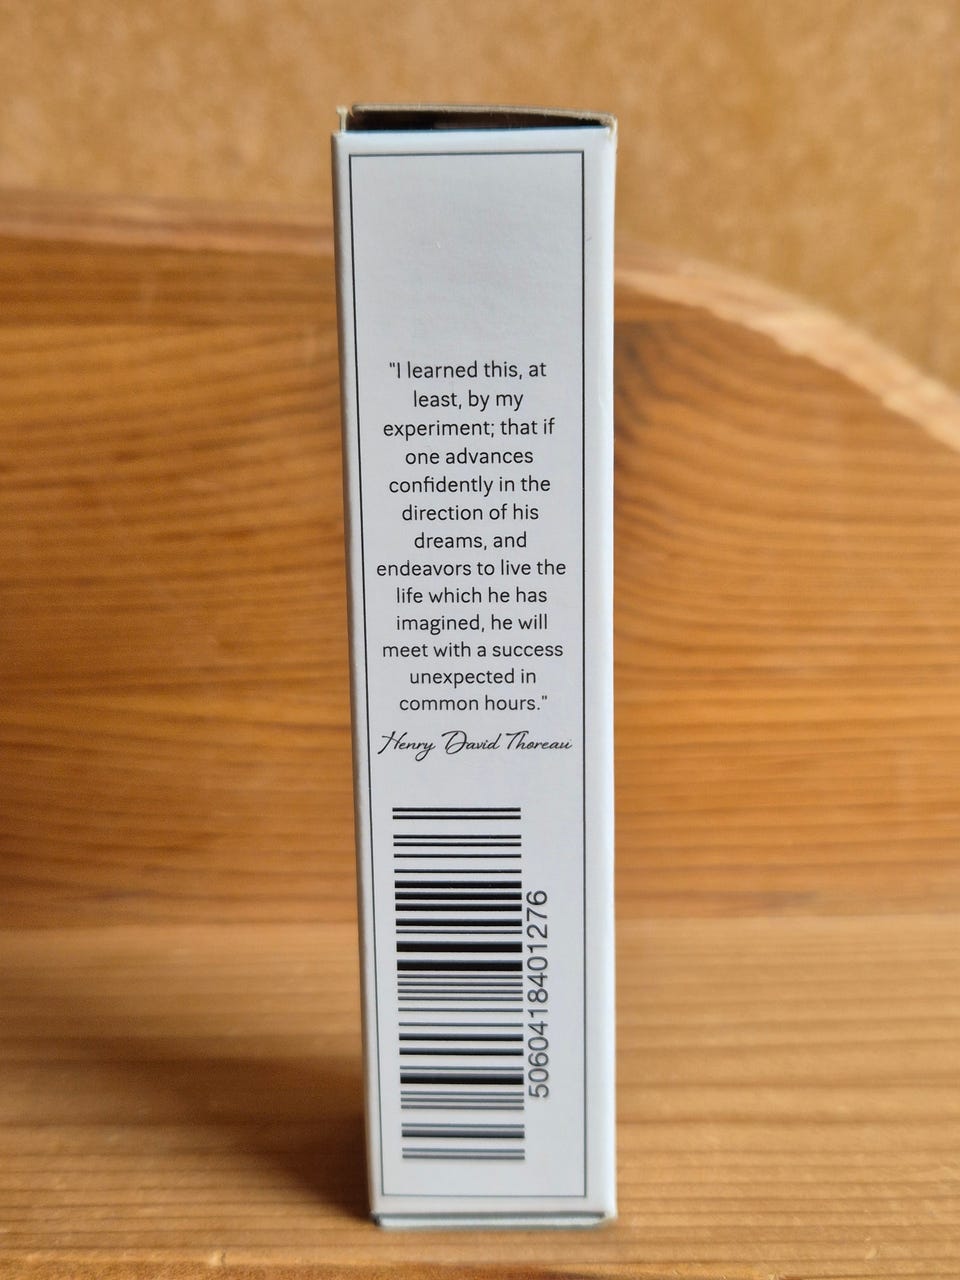 "I learned this, at
least, by my
experiment; that if
one advances
confidently in the
direction of his
dreams, and
endeavors to live the
life which he has
imagined, he will
meet with a success
unexpected in
common hours."
Henry David Thoreau
5060418401276